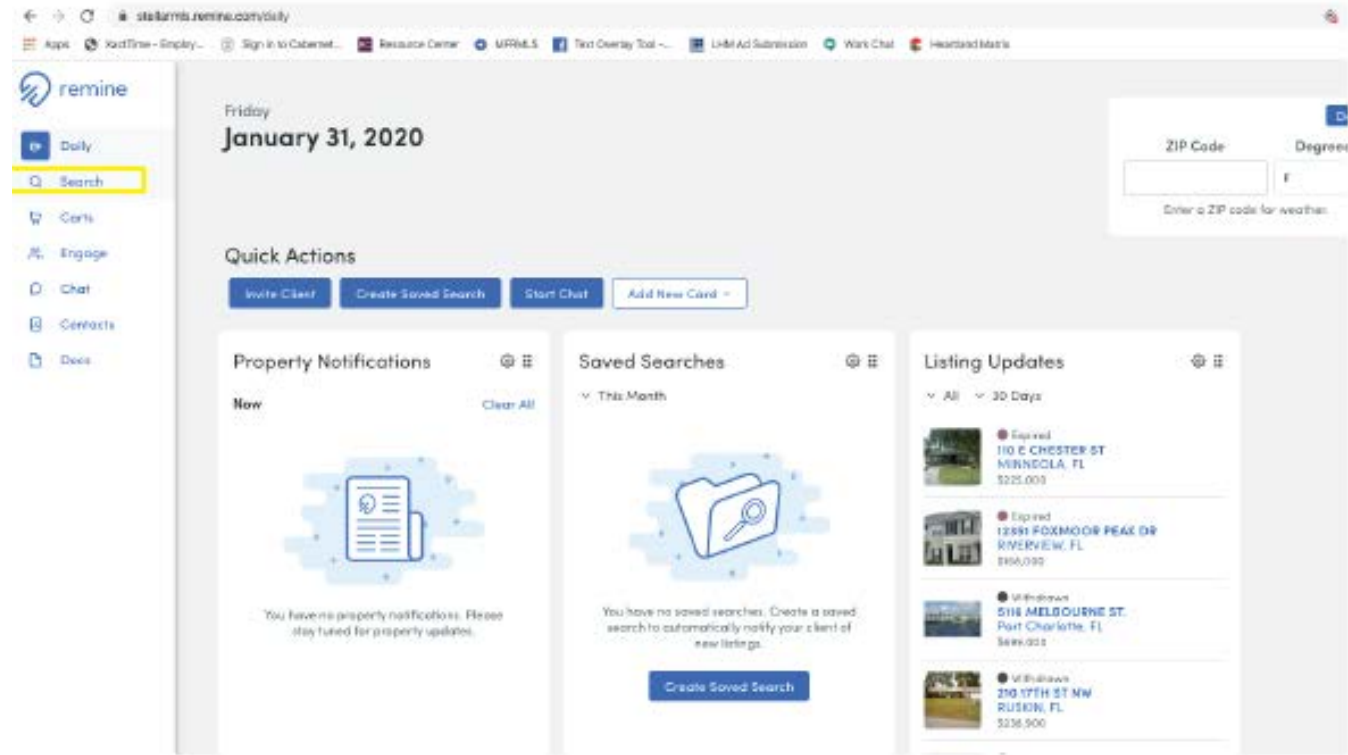 stellarmls.remine.com/daily
Apps
Sign in to Cabernet...
Resource Center
MFRMLS
Text Overlay Tool -...
LHM Ad Submission
Work Chat
Heartland Matrix
remine
Daily
Search
Carts
Engage
Chat
Contacts
Docs
Friday
January 31, 2020
ZIP Code
F
Enter a ZIP code for weather.
Quick Actions
Invite Client
Create Saved Search
Start Chat
Add New Card
Property Notifications
Now
Clear All
You have no property notifications. Please
stay tuned for property updates.
Saved Searches
This Month
You have no saved searches. Create a saved
search to automatically notify your client of
new listings.
Create Saved Search
Listing Updates
All
30 Days
Expired
110 E CHESTER ST
MINNEOLA, FL
$225,000
Expired
FOXMOOR PEAK DR
RIVERVIEW, FL
Withdrawn
MELBOURNE ST.
Port Charlotte, FL
Withdrawn
210 17TH ST NW
RUSKIN, FL